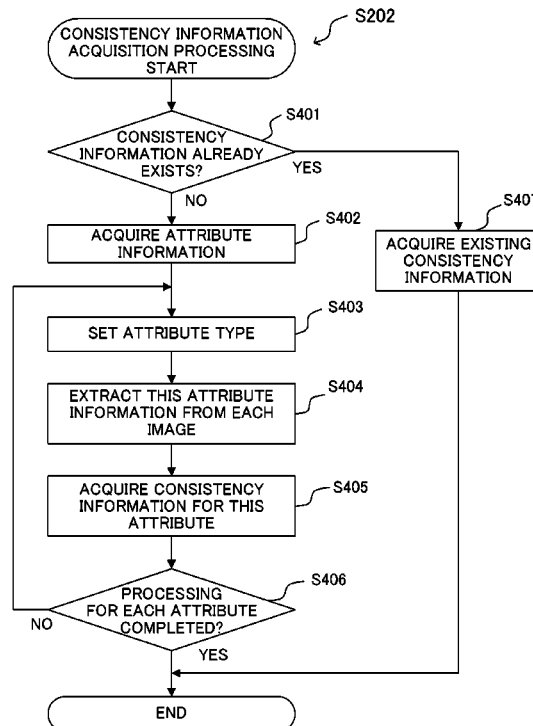 S202
CONSISTENCY INFORMATION
ACQUISITION PROCESSING
START
S401
CONSISTENCY
INFORMATION ALREADY
EXISTS?
YES
NO
S402
ACQUIRE ATTRIBUTE
INFORMATION
S407
ACQUIRE EXISTING
CONSISTENCY
INFORMATION
S403
SET ATTRIBUTE TYPE
S404
EXTRACT THIS ATTRIBUTE
INFORMATION FROM EACH
IMAGE
S405
ACQUIRE CONSISTENCY
INFORMATION FOR THIS
ATTRIBUTE
S406
PROCESSING
FOR EACH ATTRIBUTE
COMPLETED?
NO
YES
END